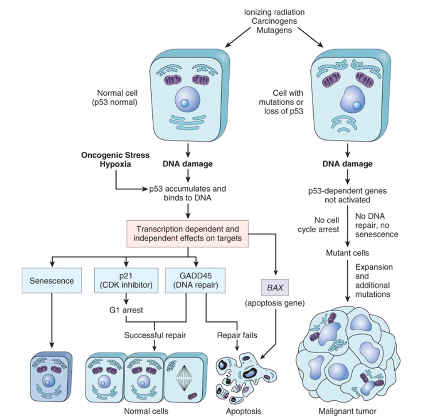 Ionizing radiation
Carcinogens
Mutagens
Normal cell
(p53 normal)
Cell with
mutations or
loss of p53
Oncogenic Stress
Hypoxia
DNA damage
DNA damage
p53 accumulates and
binds to DNA
p53-dependent genes
not activated
Transcription dependent and
independent effects on targets
No cell
cycle arrest
No DNA
repair, no
senescence
Mutant cells
Senescence
p21
(CDK inhibitor)
GADD45
(DNA repair)
BAX
(apoptosis gene)
Expansion
and
additional
mutations
G1 arrest
Successful repair
Repair fails
Normal cells
Apoptosis
Malignant tumor